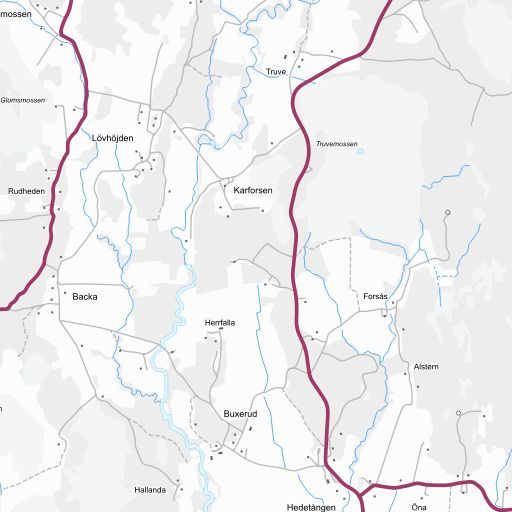 mossen
Truve
Glumsmossen
Lövhöjden
Truvemossen
Rudheden
Karforsen
Backa
Forsås
Herrfalla
Alstern
Buxerud
Hallanda
Hedetången
Öna